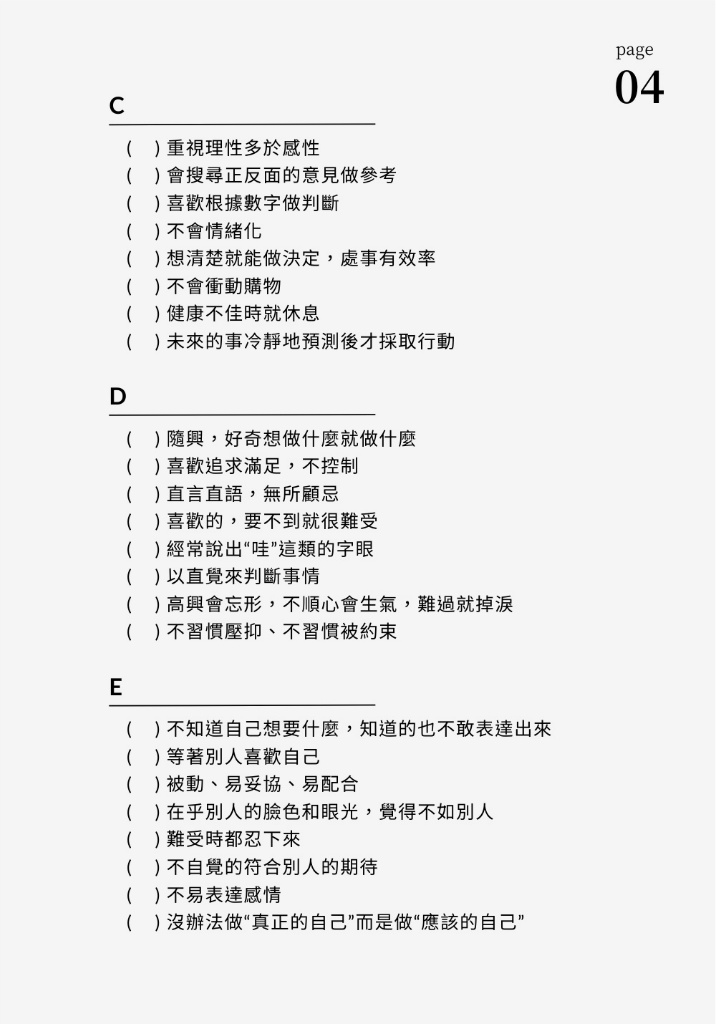 page
04
C
(  ) 重視理性多於感性
(  ) 會搜尋正反面的意見做參考
(  ) 喜歡根據數字做判斷
(  ) 不會情緒化
(  ) 想清楚就能做決定，處事有效率
(  ) 不會衝動購物
(  ) 健康不佳時就休息
(  ) 未來的事冷靜地預測後才採取行動
D
(  ) 隨興，好奇想做什麼就做什麼
(  ) 喜歡追求滿足，不控制
(  ) 直言直語，無所顧忌
(  ) 喜歡的，要不到就很難受
(  ) 經常說出“哇”這類的字眼
(  ) 以直覺來判斷事情
(  ) 高興會忘形，不順心會生氣，難過就掉淚
(  ) 不習慣壓抑、不習慣被約束
E
(  ) 不知道自己想要什麼，知道的也不敢表達出來
(  ) 等著別人喜歡自己
(  ) 被動、易妥協、易配合
(  ) 在乎別人的臉色和眼光，覺得不如別人
(  ) 難受時都忍下來
(  ) 不自覺的符合別人的期待
(  ) 不易表達感情
(  ) 沒辦法做“真正的自己”而是做“應該的自己”